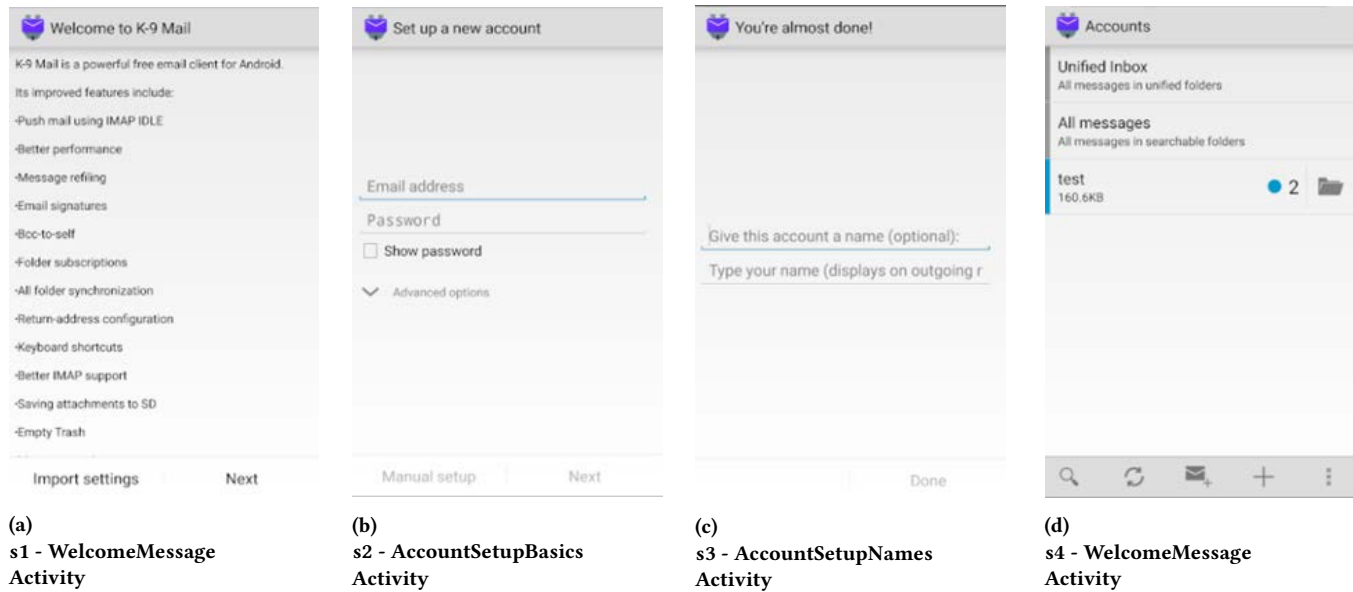 Welcome to K-9 Mail
K-9 Mail is a powerful free email client for Android.
Its improved features include:
-Push mail using IMAP IDLE
-Better performance
-Message refiling
-Email signatures
-Bcc-to-self
-Folder subscriptions
-All folder synchronization
-Return-address configuration
-Keyboard shortcuts
-Better IMAP support
-Saving attachments to SD
-Empty Trash
Import settings Next
(a)
s1 - WelcomeMessage
Activity
Set up a new account
Email address
Password
Show password
Advanced options
Manual setup Next
(b)
s2 - AccountSetupBasics
Activity
You're almost done!
Give this account a name (optional):
Type your name (displays on outgoing r
Done
(c)
s3 - AccountSetupNames
Activity
Accounts
Unified Inbox
All messages in unified folders
All messages
All messages in searchable folders
test
160.6KB
2
(d)
s4 - WelcomeMessage
Activity